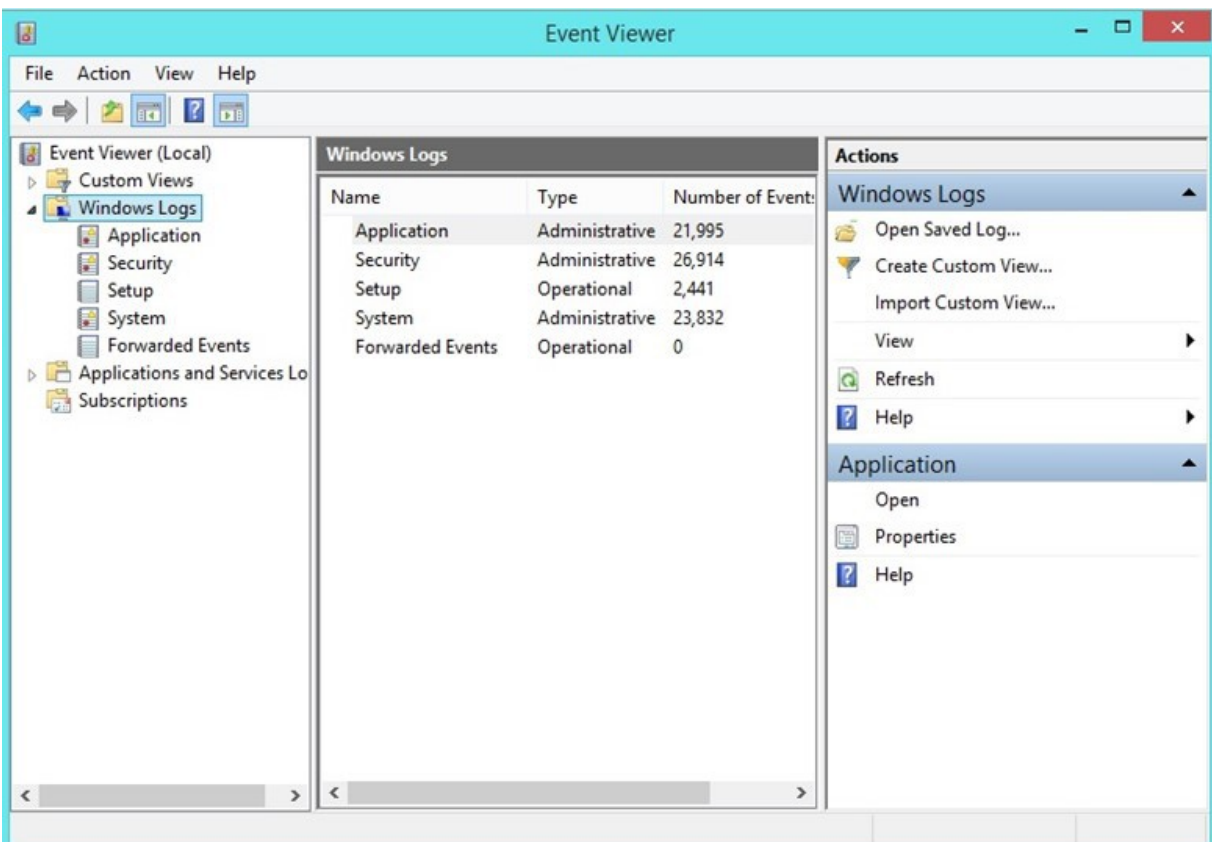 Event Viewer
File Action View Help
Event Viewer (Local)
Custom Views
Windows Logs
Application
Security
Setup
System
Forwarded Events
Applications and Services Lo
Subscriptions
Windows Logs
Name Type Number of Events
Application Administrative 21,995
Security Administrative 26,914
Setup Operational 2,441
System Administrative 23,832
Forwarded Events Operational 0
Actions
Windows Logs
Open Saved Log...
Create Custom View...
Import Custom View...
View
Refresh
Help
Application
Open
Properties
Help